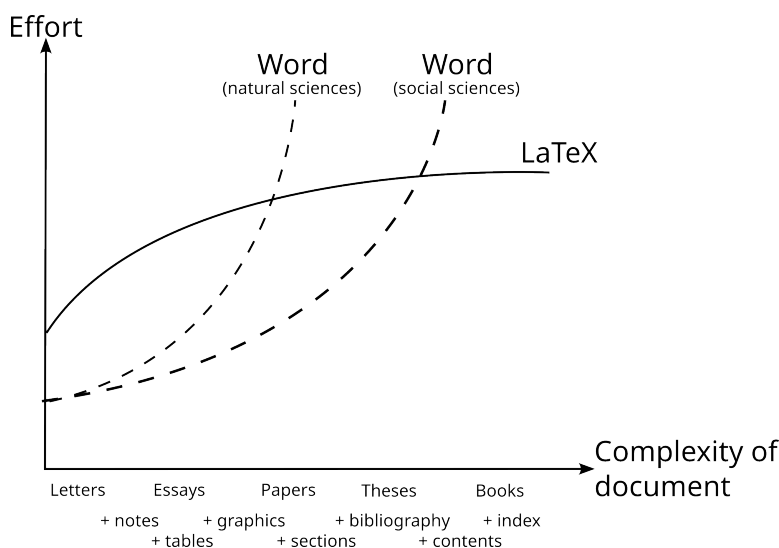 Effort
Word
(natural sciences)
Word
(social sciences)
LaTeX
Complexity of
document
Letters
Essays
Papers
Theses
Books
+ notes
+ graphics
+ bibliography
+ index
+ tables
+ sections
+ contents